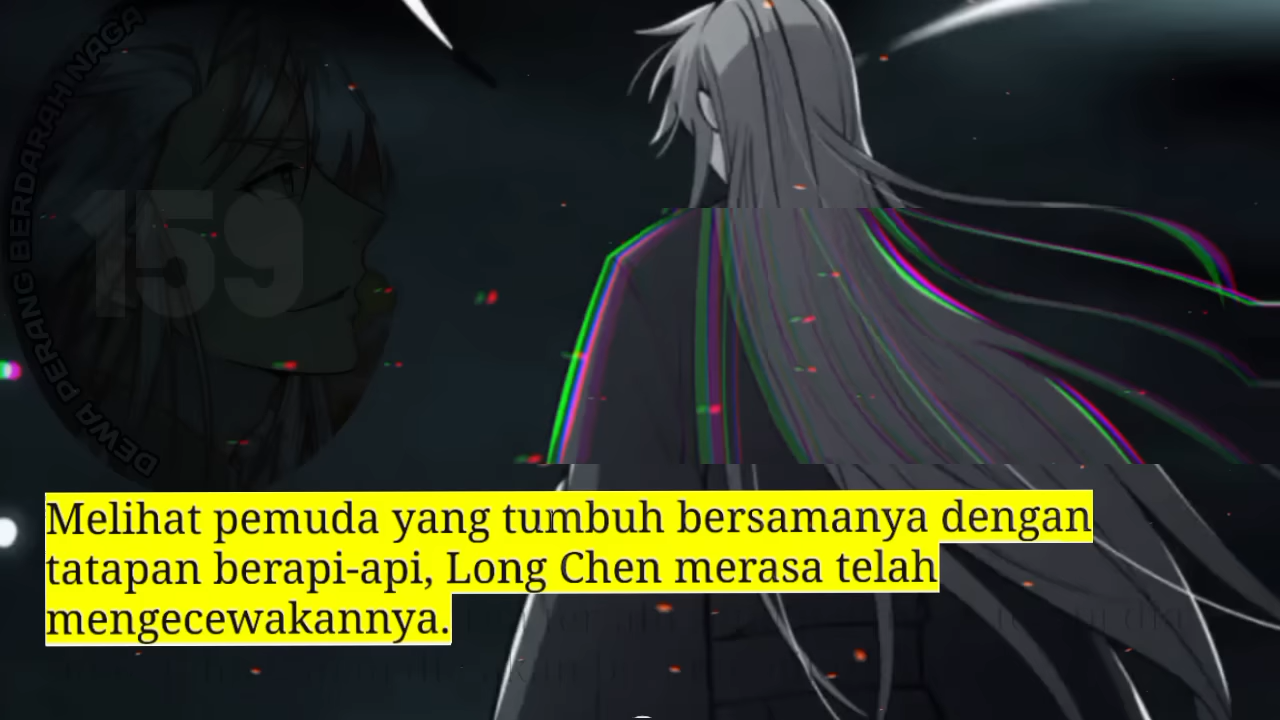 DEWA PERANG BERDARAH NAGA
159
Melihat pemuda yang tumbuh bersamanya dengan
tatapan berapi-api, Long Chen merasa telah
mengecewakannya.